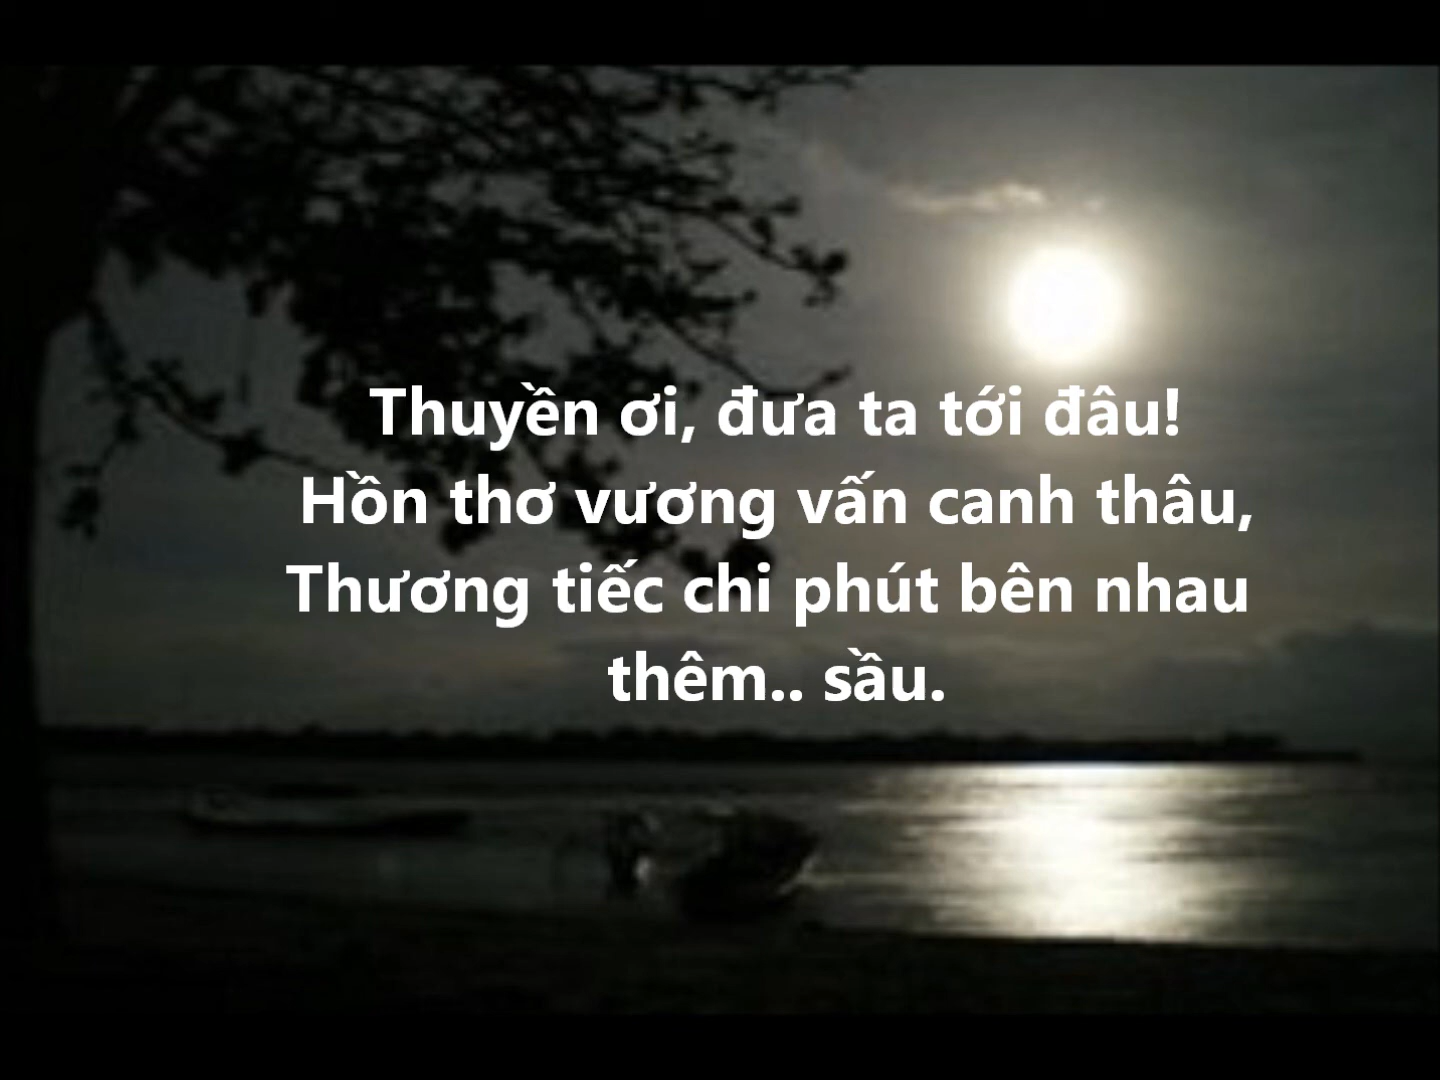 Thuyền ơi, đưa ta tới đâu!
Hồn thơ vương vấn canh thâu,
Thương tiếc chi phút bên nhau
thêm.. sầu.